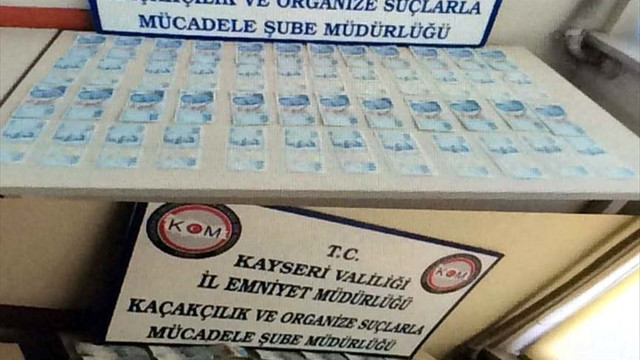 KAÇAKÇILIK VE ORGANİZE SUÇLARLA
MÜCADELE ŞUBE MÜDÜRLÜĞÜ
KOM
KOM
T.C.
KAYSERİ VALİLİĞİ
İL EMNİYET MÜDÜRLÜĞÜ
KAÇAKÇILIK VE ORGANİZE SUÇLARLA
MÜCADELE ŞUBE MÜDÜRLÜĞÜ